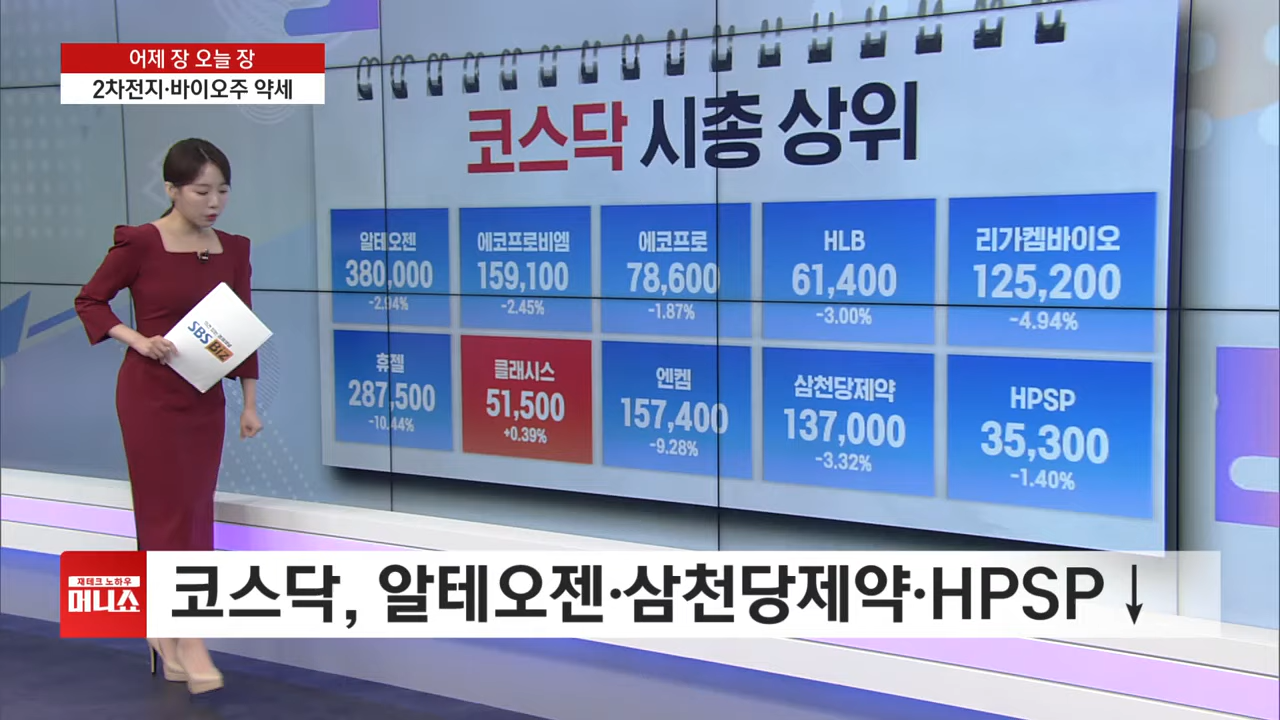 어제 장 오늘 장
2차전지·바이오주 약세
코스닥 시총 상위
알테오젠
380,000
-2.94%
에코프로비엠
159,100
-2.45%
에코프로
78,600
-1.87%
HLB
61,400
-3.00%
리가켐바이오
125,200
-4.94%
휴젤
287,500
-10.44%
클래시스
51,500
+0.39%
엔켐
157,400
-9.28%
삼천당제약
137,000
-3.32%
HPSP
35,300
-1.40%
SBS Biz
재테크 노하우
머니쇼
코스닥, 알테오젠·삼천당제약·HPSP↓